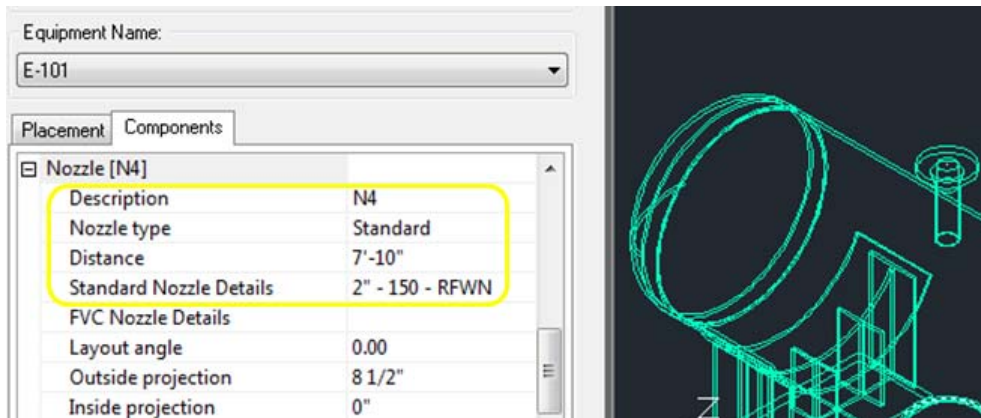 Equipment Name:
E-101
Placement Components
Nozzle [N4]
Description N4
Nozzle type Standard
Distance 7'-10"
Standard Nozzle Details 2" - 150 - RFWN
FVC Nozzle Details
Layout angle 0.00
Outside projection 8 1/2"
Inside projection 0"